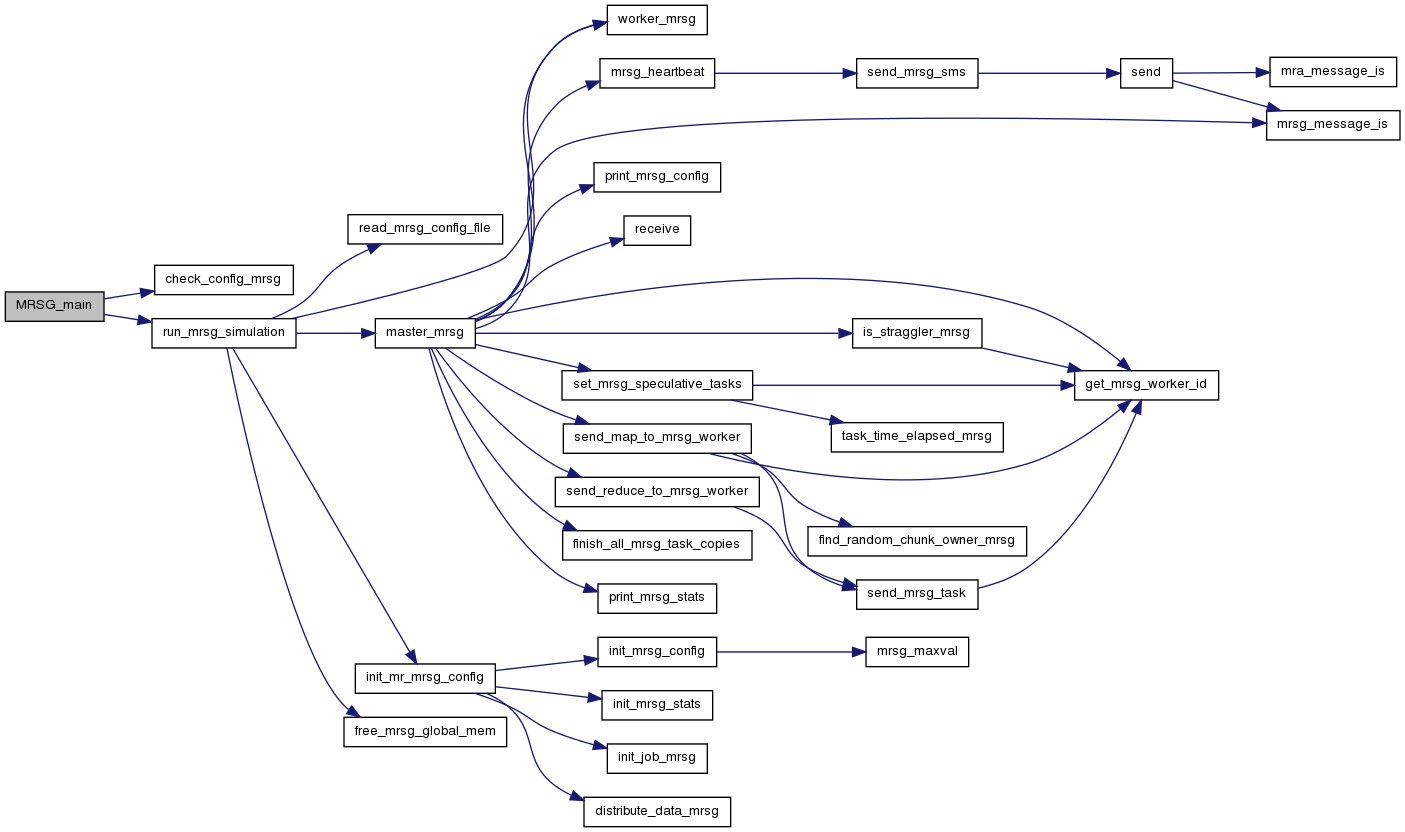 worker_mrsg
mrsg_heartbeat
send_mrsg_sms
send
mra_message_is
mrsg_message_is
print_mrsg_config
read_mrsg_config_file
receive
check_config_mrsg
MRSG_main
run_mrsg_simulation
master_mrsg
is_straggler_mrsg
set_mrsg_speculative_tasks
get_mrsg_worker_id
send_map_to_mrsg_worker
task_time_elapsed_mrsg
send_reduce_to_mrsg_worker
finish_all_mrsg_task_copies
find_random_chunk_owner_mrsg
print_mrsg_stats
send_mrsg_task
init_mrsg_config
mrsg_maxval
init_mr_mrsg_config
init_mrsg_stats
free_mrsg_global_mem
init_job_mrsg
distribute_data_mrsg